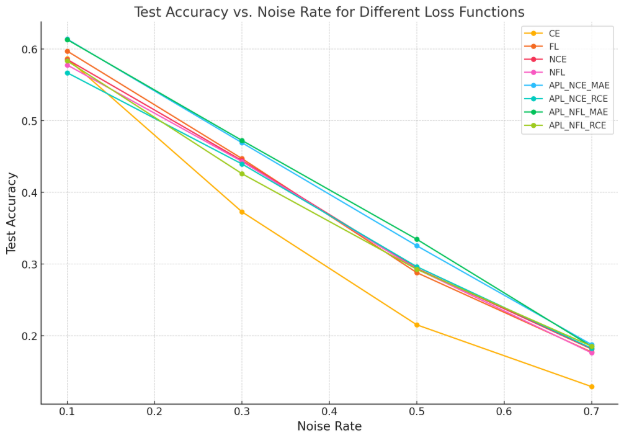 Test Accuracy vs. Noise Rate for Different Loss Functions
CE
FL
NCE
NFL
APL_NCE_MAE
APL_NCE_RCE
APL_NFL_MAE
APL_NFL_RCE
0.6
0.5
0.4
0.3
0.2
Test Accuracy
0.1
0.2
0.3
0.4
0.5
0.6
0.7
Noise Rate